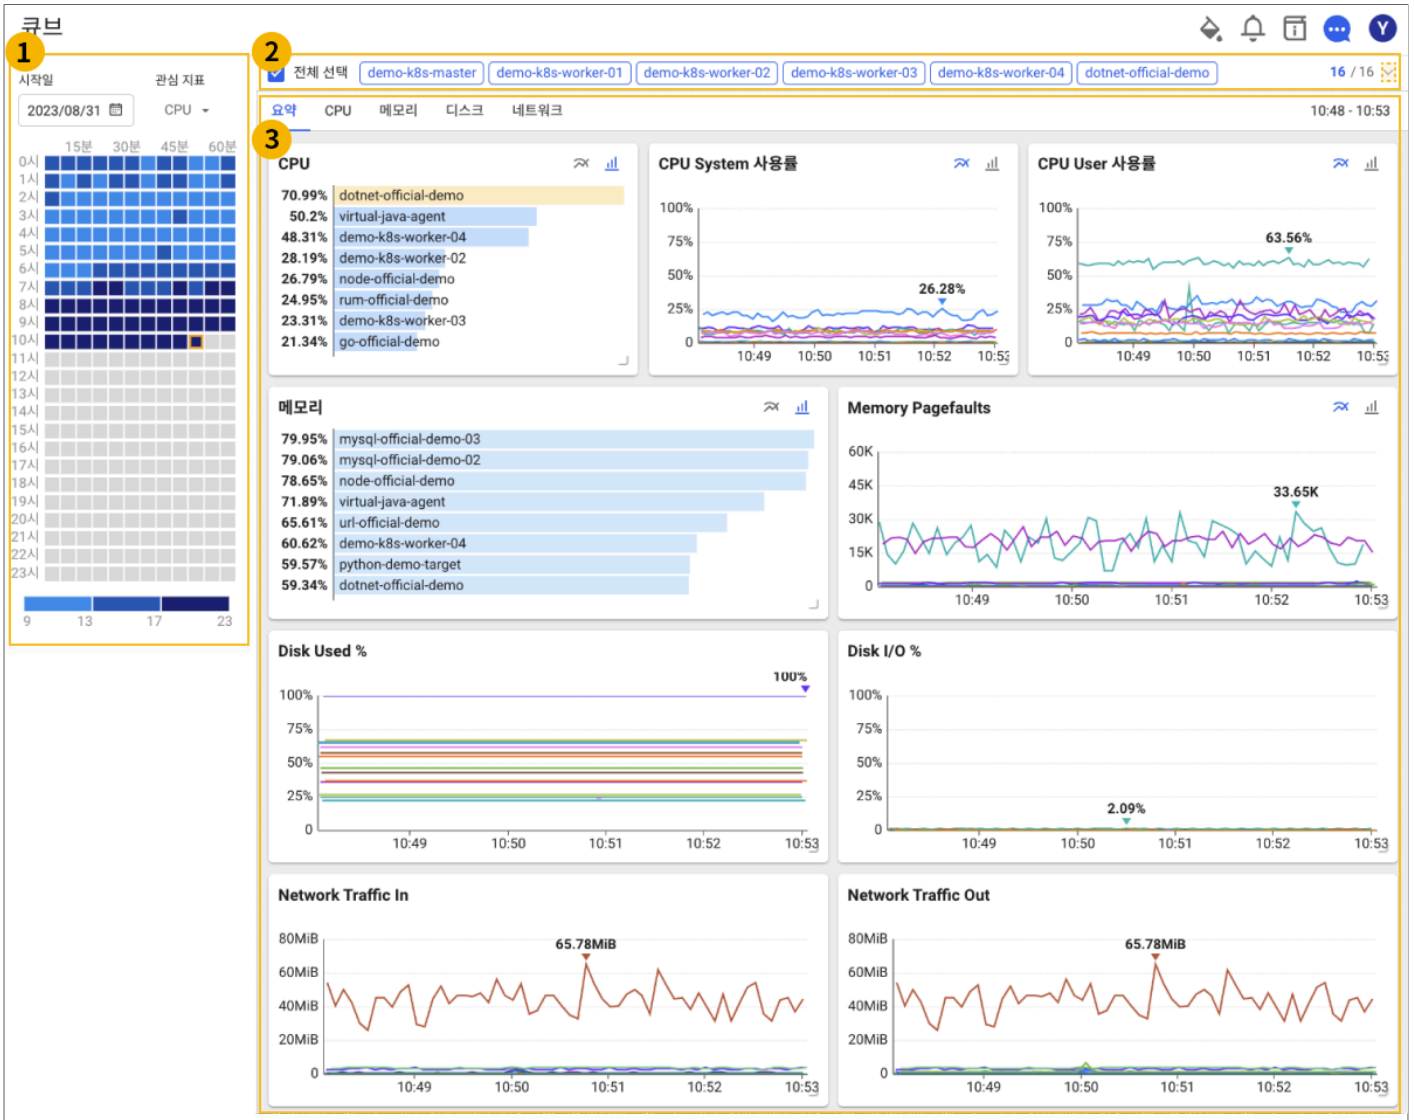 큐브
Y
1
시작일 관심 지표
2023/08/31 CPU
15분 30분 45분 60분
0시
1시
2시
3시
4시
5시
6시
7시
8시
9시
10시
11시
12시
13시
14시
15시
16시
17시
18시
19시
20시
21시
22시
23시
9 13 17 23
2
전체 선택 demo-k8s-master demo-k8s-worker-01 demo-k8s-worker-02 demo-k8s-worker-03 demo-k8s-worker-04 dotnet-official-demo 16 / 16
요약 CPU 메모리 디스크 네트워크 10:48 - 10:53
3
CPU
70.99% dotnet-official-demo
50.2% virtual-java-agent
48.31% demo-k8s-worker-04
28.19% demo-k8s-worker-02
26.79% node-official-demo
24.95% rum-official-demo
23.31% demo-k8s-worker-03
21.34% go-official-demo
CPU System 사용률
100%
75%
50%
26.28%
25%
0
10:49 10:50 10:51 10:52 10:53
CPU User 사용률
100%
63.56%
75%
50%
25%
0
10:49 10:50 10:51 10:52 10:53
메모리
79.95% mysql-official-demo-03
79.06% mysql-official-demo-02
78.65% node-official-demo
71.89% virtual-java-agent
65.61% url-official-demo
60.62% demo-k8s-worker-04
59.57% python-demo-target
59.34% dotnet-official-demo
Memory Pagefaults
60K
45K
33.65K
30K
15K
0
10:49 10:50 10:51 10:52 10:53
Disk Used %
100%
100%
75%
50%
25%
0
10:49 10:50 10:51 10:52 10:53
Disk I/O %
100%
75%
50%
25%
2.09%
0
10:49 10:50 10:51 10:52 10:53
Network Traffic In
80MiB
65.78MiB
60MiB
40MiB
20MiB
0
10:49 10:50 10:51 10:52 10:53
Network Traffic Out
80MiB
65.78MiB
60MiB
40MiB
20MiB
0
10:49 10:50 10:51 10:52 10:53